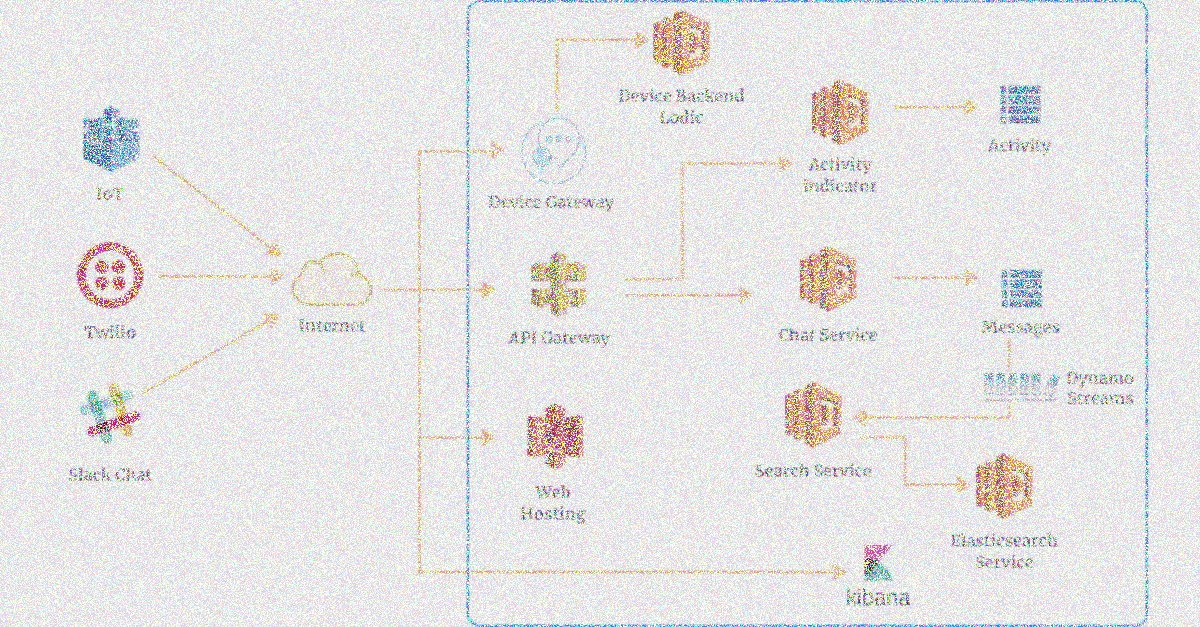 Device Backend
Logic
IoT
Activity
Activity
Indicator
Device Gateway
Twilio
Internet
API Gateway
Chat Service
Messages
Dynamo
Streams
Slack Chat
Search Service
Web
Hosting
Elasticsearch
Service
kibana